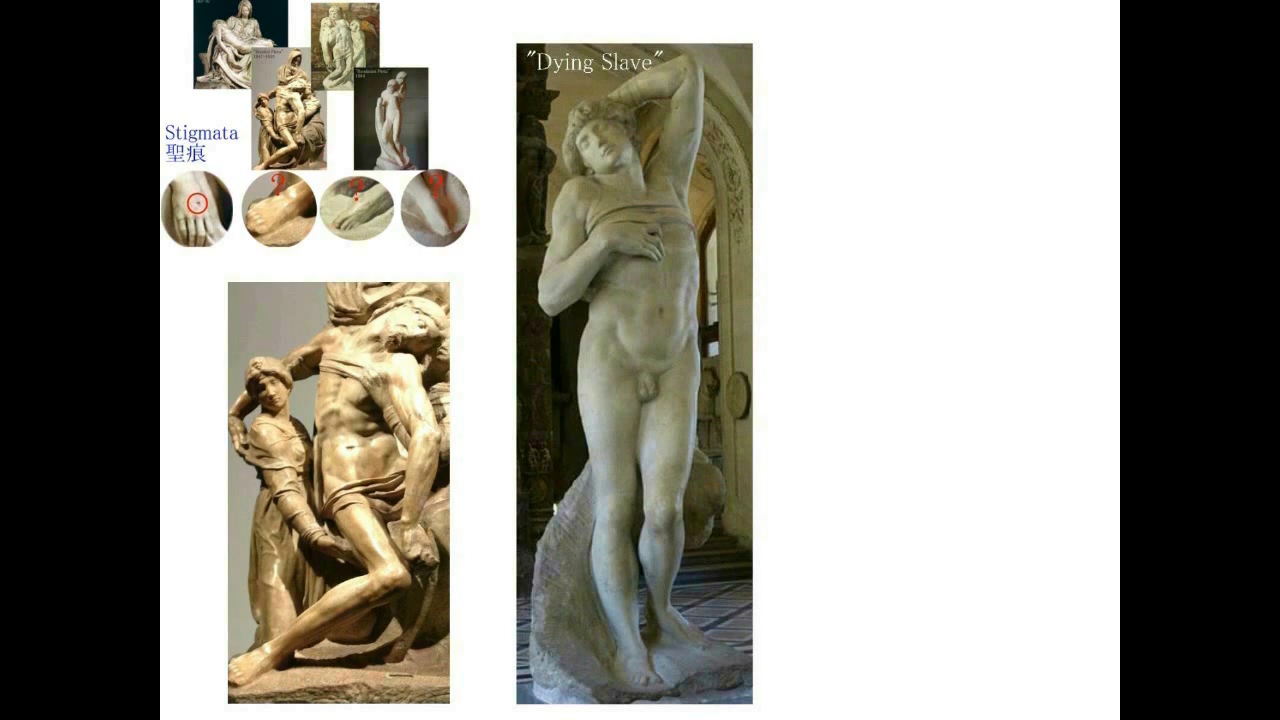 "Dying Slave"
Stigmata
聖痕
?
?
?